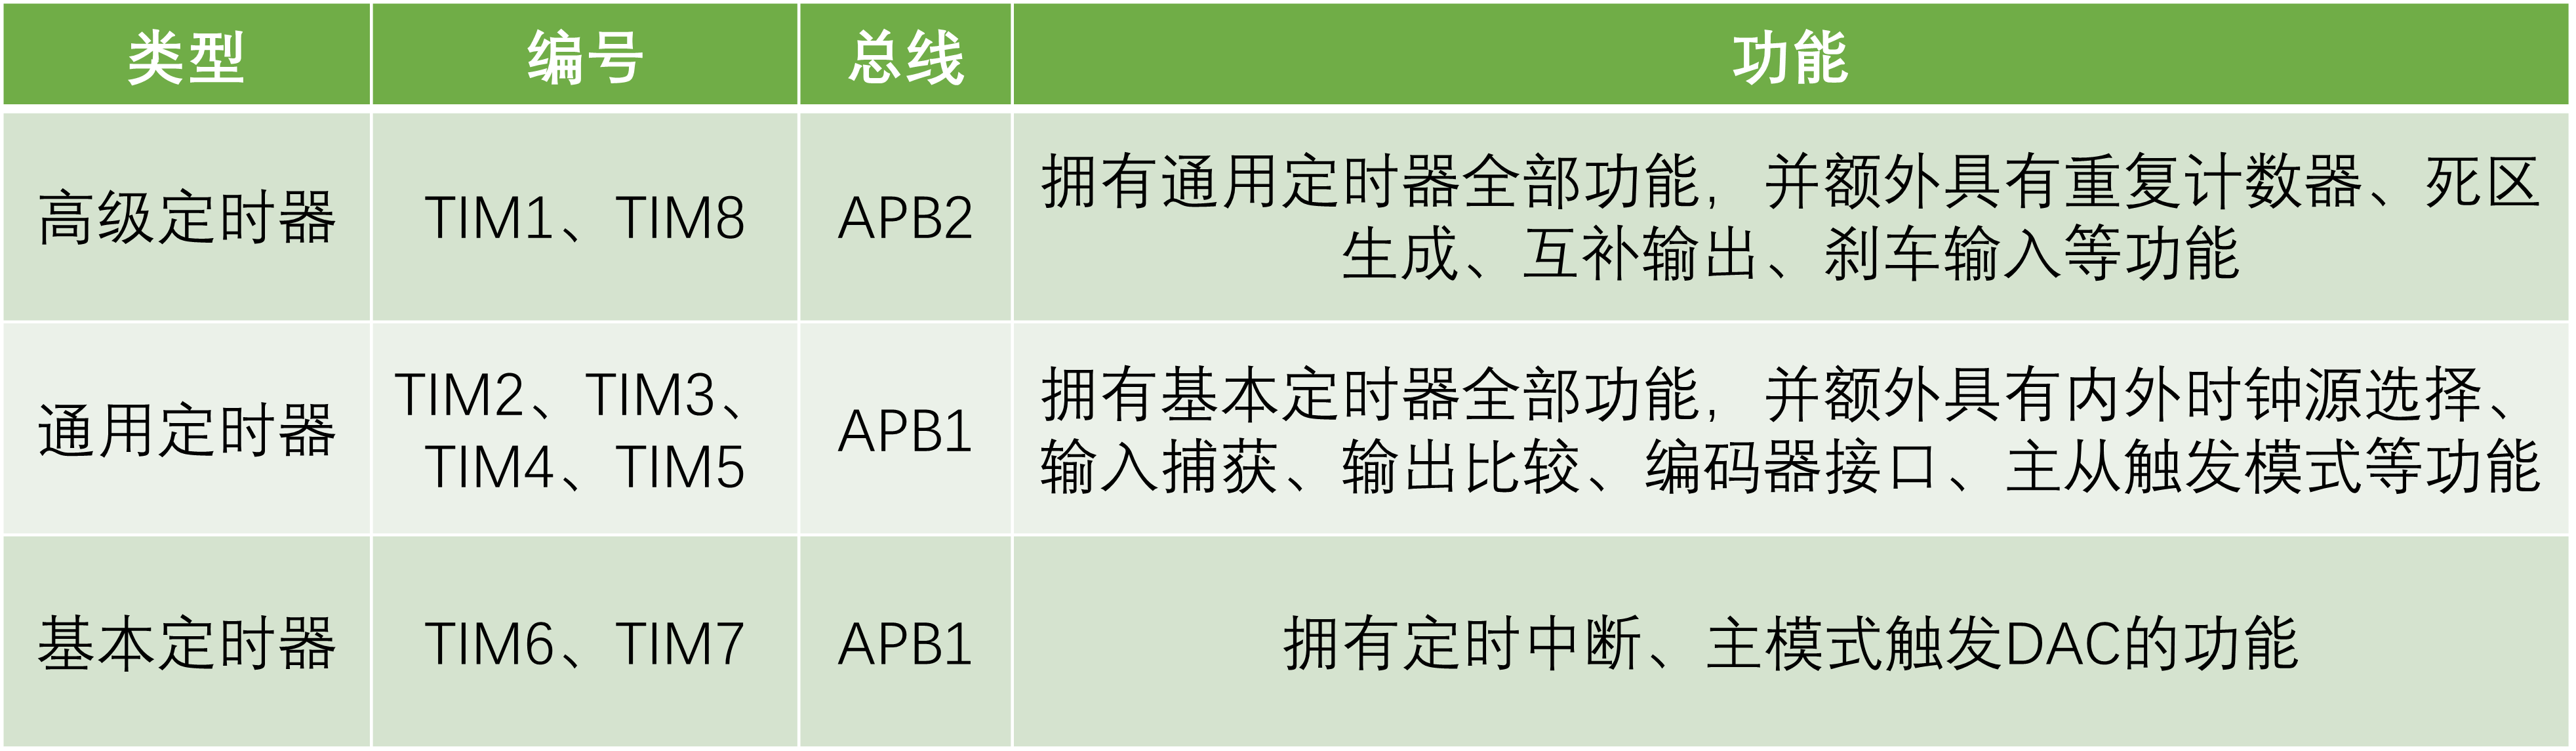 类型 编号 总线 功能
高级定时器 TIM1、TIM8 APB2 拥有通用定时器全部功能，并额外具有重复计数器、死区
生成、互补输出、刹车输入等功能
通用定时器 TIM2、TIM3、
TIM4、TIM5 APB1 拥有基本定时器全部功能，并额外具有内外时钟源选择、
输入捕获、输出比较、编码器接口、主从触发模式等功能
基本定时器 TIM6、TIM7 APB1 拥有定时中断、主模式触发DAC的功能